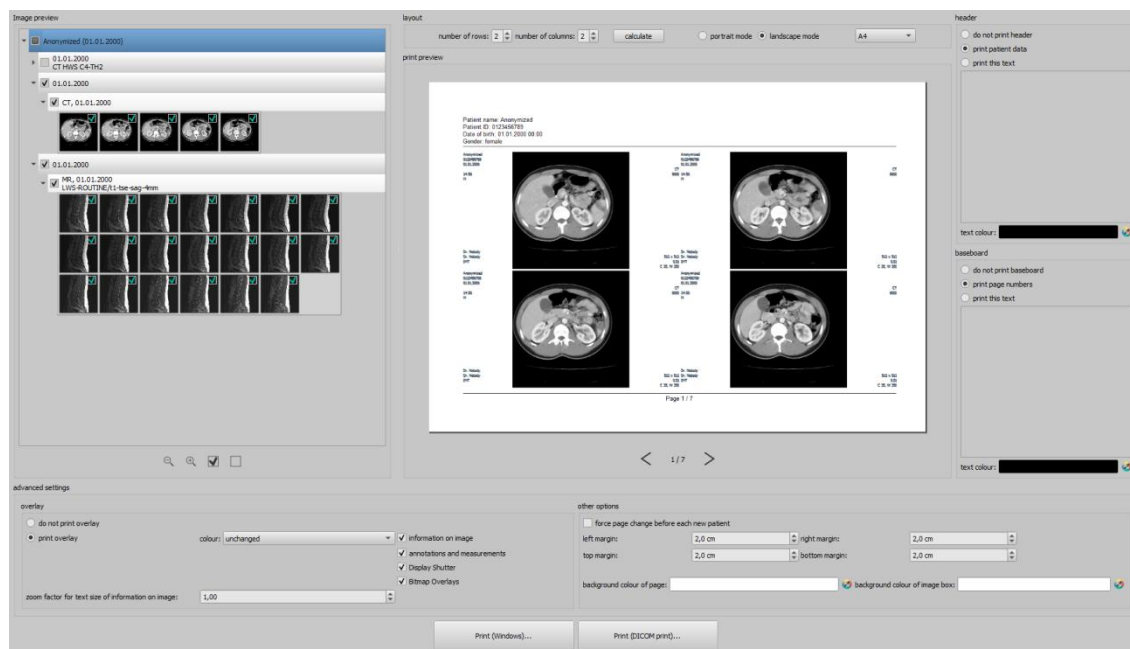 Image preview
Anonymized (01.01.2000)
01.01.2000
CT HWS C4-TH2
01.01.2000
CT, 01.01.2000
01.01.2000
MR, 01.01.2000
LWS-ROUTINE/t1-tse-sag-4mm
layout
number of rows: 2 number of columns: 2 calculate portrait mode landscape mode A4
print preview
Patient name: Anonymized
Patient ID: 0123456789
Date of birth: 01.01.2000 00:00
Gender: female
Page 1 / 7
1 / 7
header
do not print header
print patient data
print this text
text colour:
baseboard
do not print baseboard
print page numbers
print this text
text colour:
advanced settings
overlay
do not print overlay
print overlay colour: unchanged
information on image
annotations and measurements
Display Shutter
Bitmap Overlays
zoom factor for text size of information on image: 1,00
other options
force page change before each new patient
left margin: 2,0 cm right margin: 2,0 cm
top margin: 2,0 cm bottom margin: 2,0 cm
background colour of page: background colour of image box:
Print (Windows)... Print (DICOM print)...